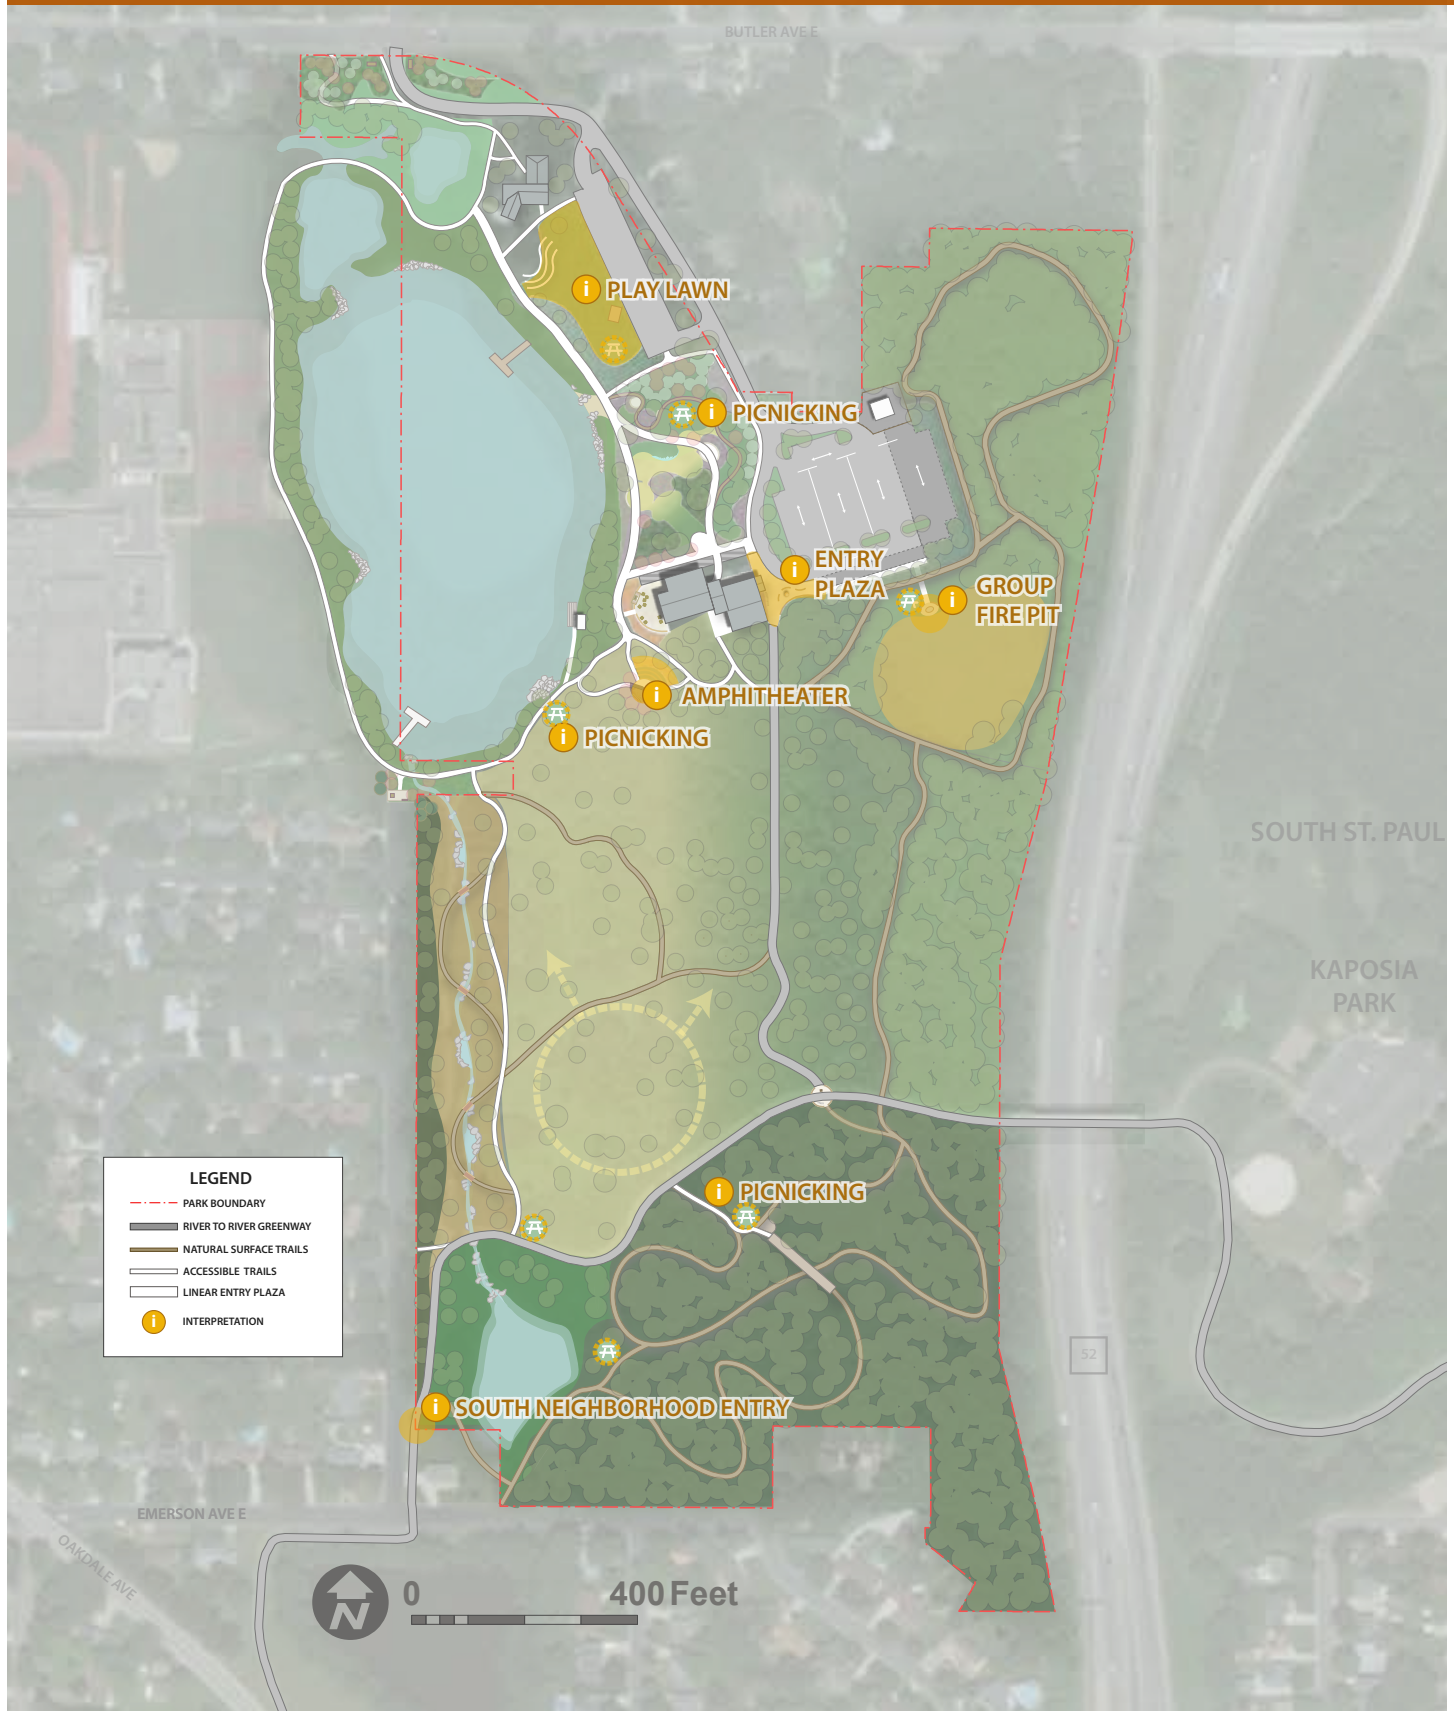 BUTLER AVE E
i PLAY LAWN
i PICNICKING
i ENTRY
PLAZA
i GROUP
FIRE PIT
i AMPHITHEATER
i PICNICKING
SOUTH ST. PAUL
KAPOSIA
PARK
i PICNICKING
LEGEND
PARK BOUNDARY
RIVER TO RIVER GREENWAY
NATURAL SURFACE TRAILS
ACCESSIBLE TRAILS
LINEAR ENTRY PLAZA
i INTERPRETATION
52
i SOUTH NEIGHBORHOOD ENTRY
EMERSON AVE E
OAKDALE AVE
N
0 400 Feet